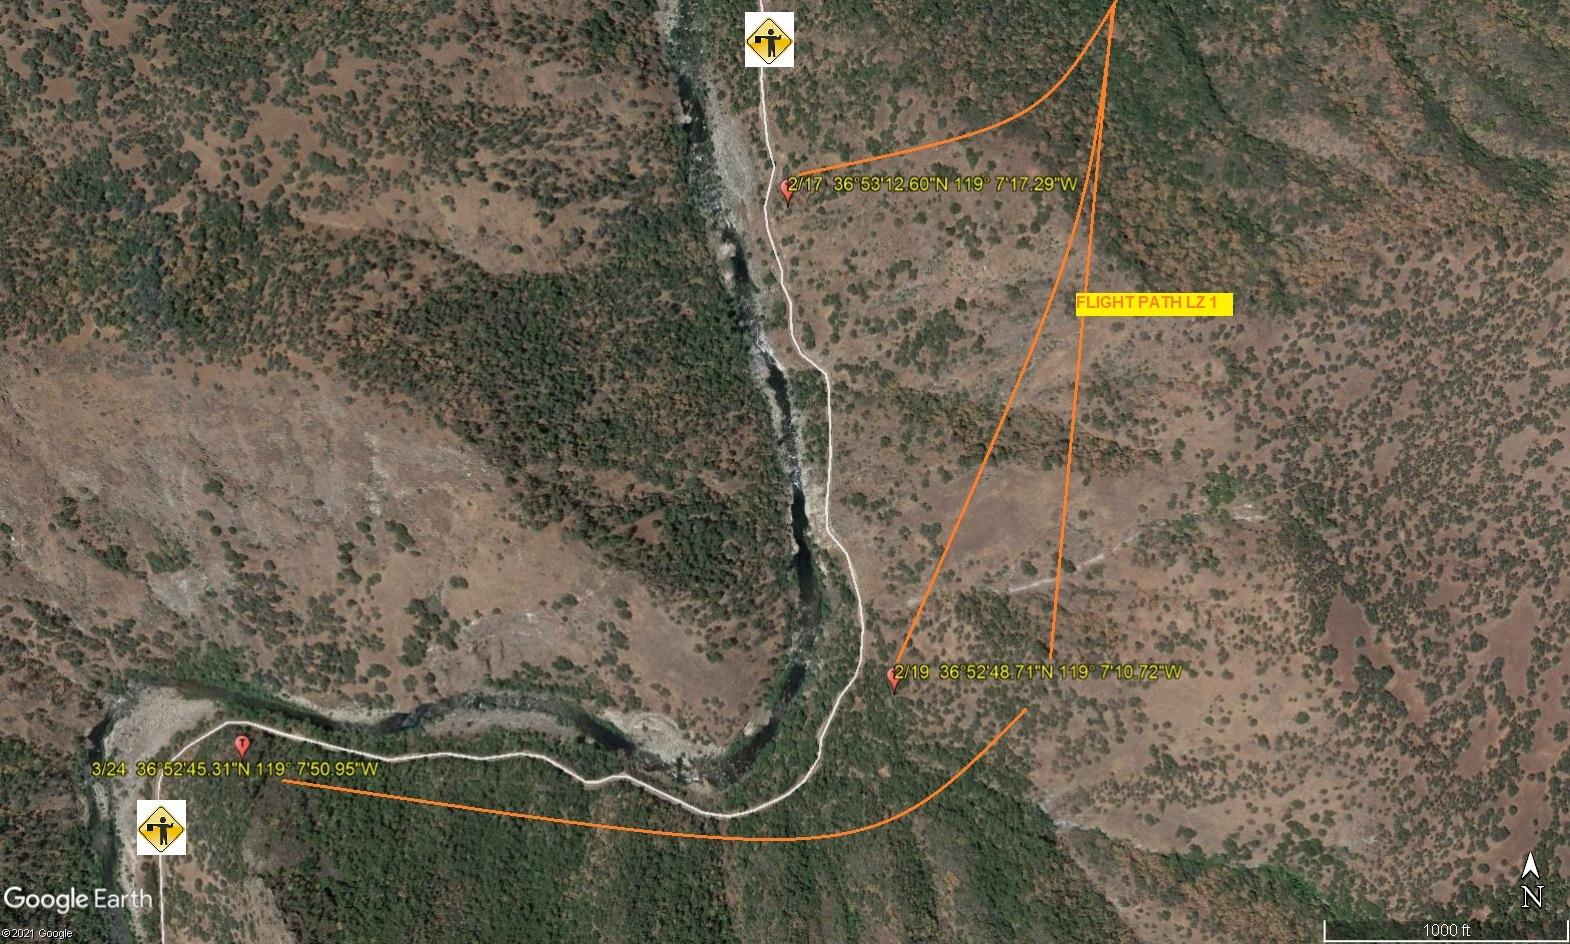 2/17  36°53'12.60"N 119° 7'17.29"W
FLIGHT PATH LZ 1
2/19  36°52'48.71"N 119° 7'10.72"W
T
3/24  36°52'45.31"N 119° 7'50.95"W
Google Earth
N
©2021 Google
1000 ft